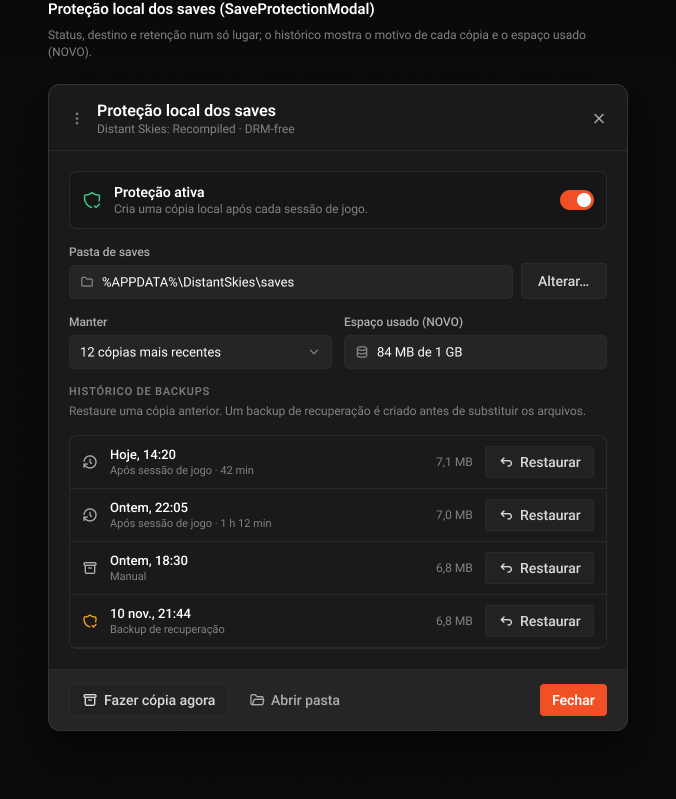 Proteção local dos saves (SaveProtectionModal)
Status, destino e retenção num só lugar; o histórico mostra o motivo de cada cópia e o espaço usado
(NOVO).
Proteção local dos saves
Distant Skies: Recompiled · DRM-free
Proteção ativa
Cria uma cópia local após cada sessão de jogo.
Pasta de saves
%APPDATA%\DistantSkies\saves
Alterar...
Manter
Espaço usado (NOVO)
12 cópias mais recentes
84 MB de 1 GB
HISTÓRICO DE BACKUPS
Restaure uma cópia anterior. Um backup de recuperação é criado antes de substituir os arquivos.
Hoje, 14:20
Após sessão de jogo · 42 min
7,1 MB
Restaurar
Ontem, 22:05
Após sessão de jogo · 1 h 12 min
7,0 MB
Restaurar
Ontem, 18:30
Manual
6,8 MB
Restaurar
10 nov., 21:44
Backup de recuperação
6,8 MB
Restaurar
Fazer cópia agora
Abrir pasta
Fechar